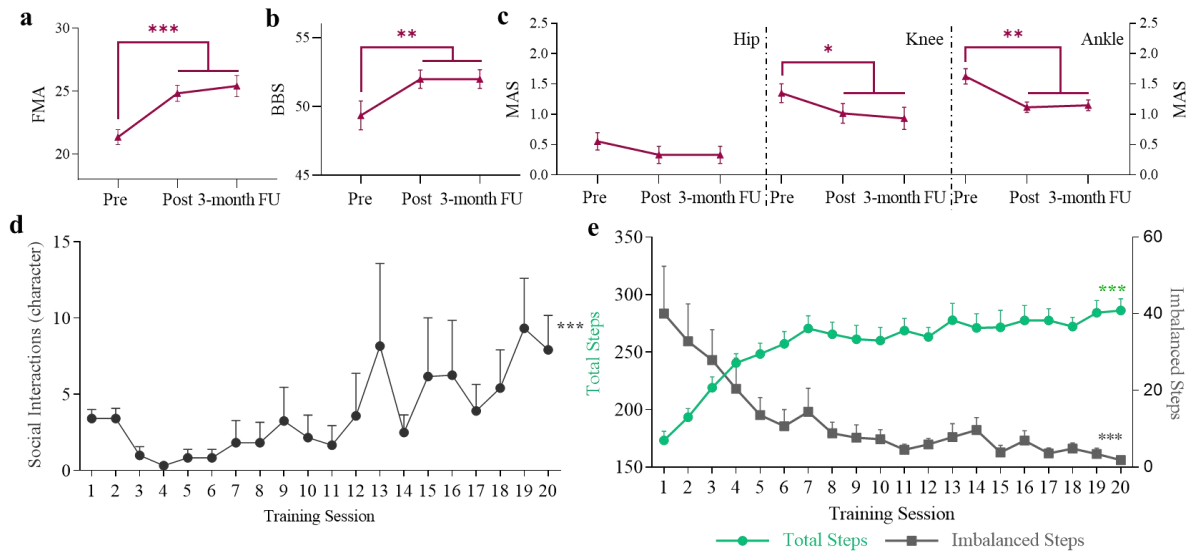 a
FMA
30
25
20
***
Pre Post 3-month FU
b
BBS
55
50
45
**
Pre Post 3-month FU
c
MAS
2.5
2.0
1.5
1.0
0.5
0.0
Hip
Pre Post 3-month FU
Knee
*
Pre Post 3-month FU
Ankle
**
Pre Post 3-month FU
2.5
2.0
1.5
1.0
0.5
0.0
MAS
d
Social Interactions (character)
15
10
5
0
***
1 2 3 4 5 6 7 8 9 10 11 12 13 14 15 16 17 18 19 20
Training Session
e
Total Steps
350
300
250
200
150
***
***
60
40
20
0
Imbalanced Steps
1 2 3 4 5 6 7 8 9 10 11 12 13 14 15 16 17 18 19 20
Training Session
Total Steps Imbalanced Steps